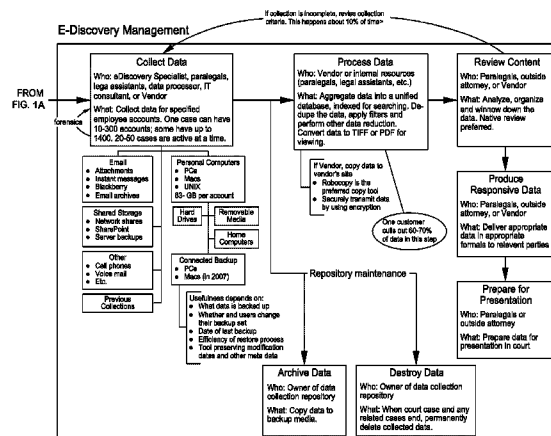 If collection is incomplete, revise collection
criteria. This happens about 10% of time>
E-Discovery Management
FROM
FIG. 1A
forensics
Collect Data
Who: eDiscovery Specialist, paralegals,
legal assistants, data processor, IT
consultant, or Vendor
What: Collect data for specified
employee accounts. One case can have
10-300 accounts; some have up to
1400. 20-50 cases are active at a time.
Email
• Attachments
• Instant messages
• Blackberry
• Email archives
Shared Storage
• Network shares
• SharePoint
• Server backups
Other
• Cell phones
• Voice mail
• Etc.
Previous
Collections
Personal Computers
• PCs
• Macs
• UNIX
63- GB per account
Hard
Drives
Removable
Media
Home
Computers
Connected Backup
• PCs
• Macs (in 2007)
Usefulness depends on:
• What data is backed up
• Whether and users change
their backup set
• Date of last backup
• Efficiency of restore process
• Tool preserving modification
dates and other meta data
Process Data
Who: Vendor or internal resources
(paralegals, legal assistants, etc.)
What: Aggregate data into a unified
database, indexed for searching. De-
dupe the data, apply filters and
perform other data reduction.
Convert data to TIFF or PDF for
viewing.
If Vendor, copy data to
vendor's site
• Robocopy is the
preferred copy tool
• Securely transmit data
by using encryption
One customer
calls out 60-70%
of data in this step
Repository maintenance
Archive Data
Who: Owner of data
collection repository
What: Copy data to
backup media.
Destroy Data
Who: Owner of data collection
repository
What: When court case and any
related cases end, permanently
delete collected data.
Review Content
Who: Paralegals, outside
attorney, or Vendor
What: Analyze, organize
and winnow down the data.
Native review
preferred.
Produce
Responsive Data
Who: Paralegals, outside
attorney, or Vendor
What: Deliver appropriate
data in appropriate
formats to relevent parties
Prepare for
Presentation
Who: Paralegals or
outside attorney
What: Prepare data for
presentation in court